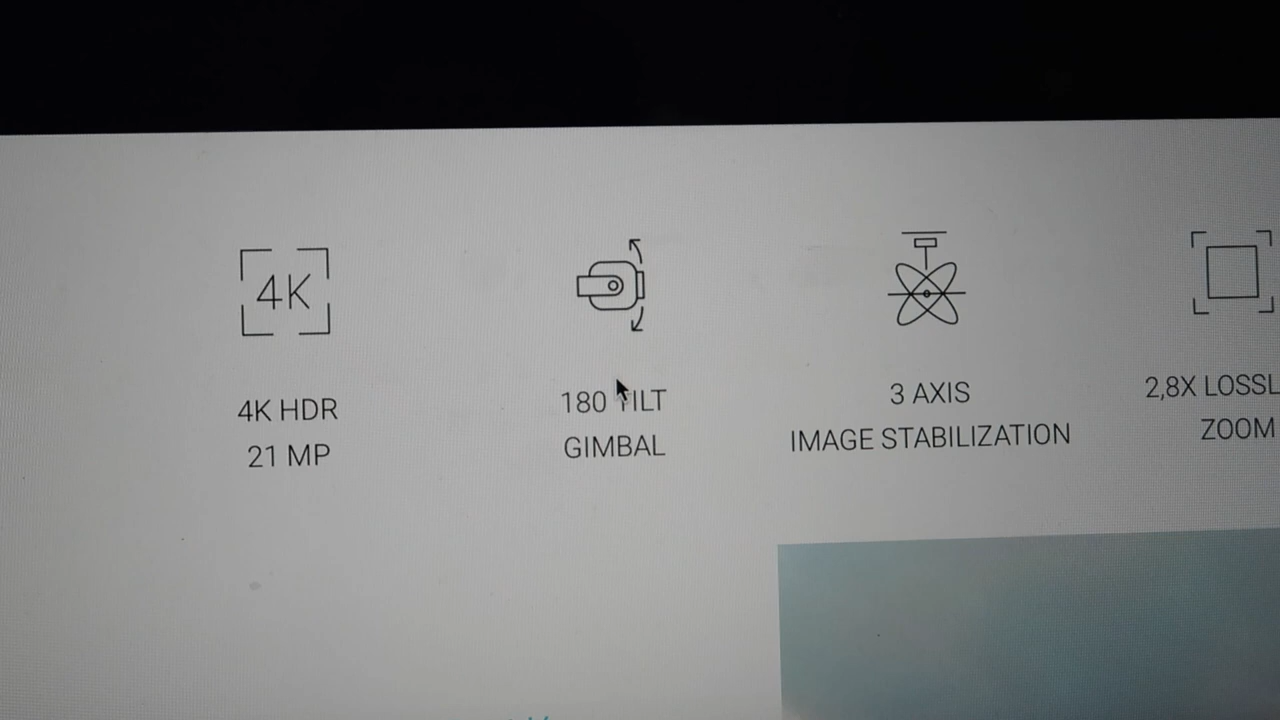 4K
4K HDR
21 MP
180 TILT
GIMBAL
3 AXIS
IMAGE STABILIZATION
2,8X LOSSL
ZOOM